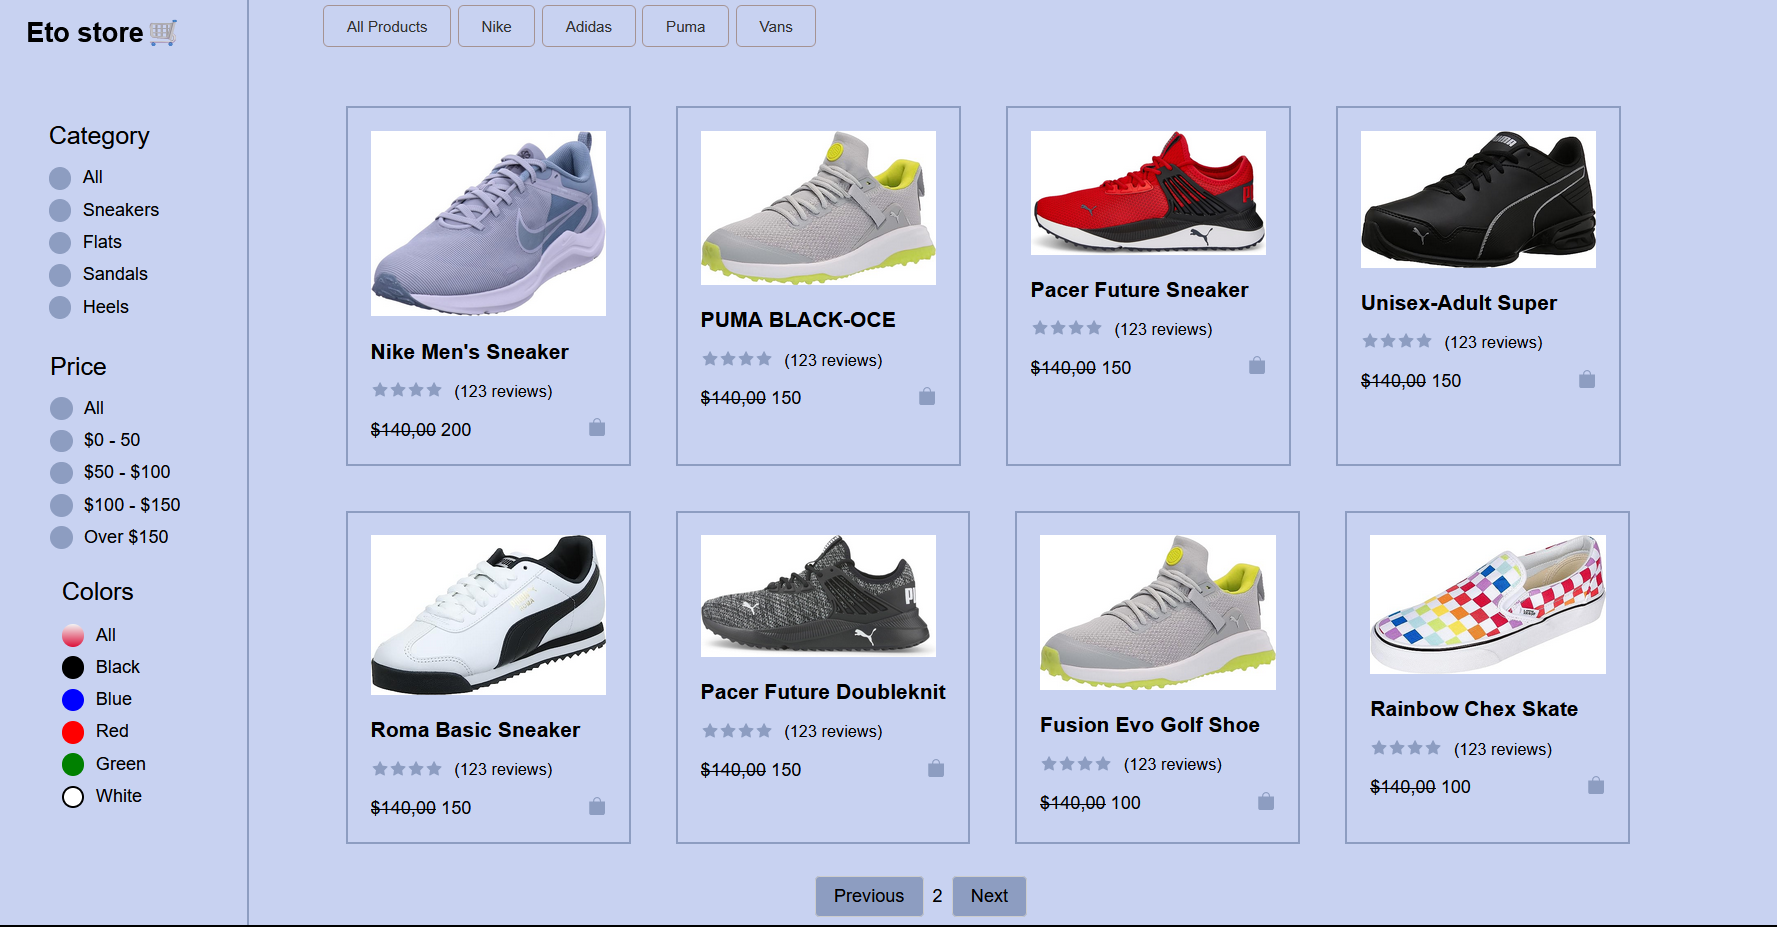 Eto store
All Products
Nike
Adidas
Puma
Vans
Category
All
Sneakers
Flats
Sandals
Heels
Price
All
$0 - 50
$50 - $100
$100 - $150
Over $150
Colors
All
Black
Blue
Red
Green
White
Nike Men's Sneaker
(123 reviews)
$140,00 200
PUMA BLACK-OCE
(123 reviews)
$140,00 150
Pacer Future Sneaker
(123 reviews)
$140,00 150
PUMA
Unisex-Adult Super
(123 reviews)
$140,00 150
Roma Basic Sneaker
(123 reviews)
$140,00 150
Pacer Future Doubleknit
(123 reviews)
$140,00 150
Fusion Evo Golf Shoe
(123 reviews)
$140,00 100
Rainbow Chex Skate
(123 reviews)
$140,00 100
Previous 2 Next